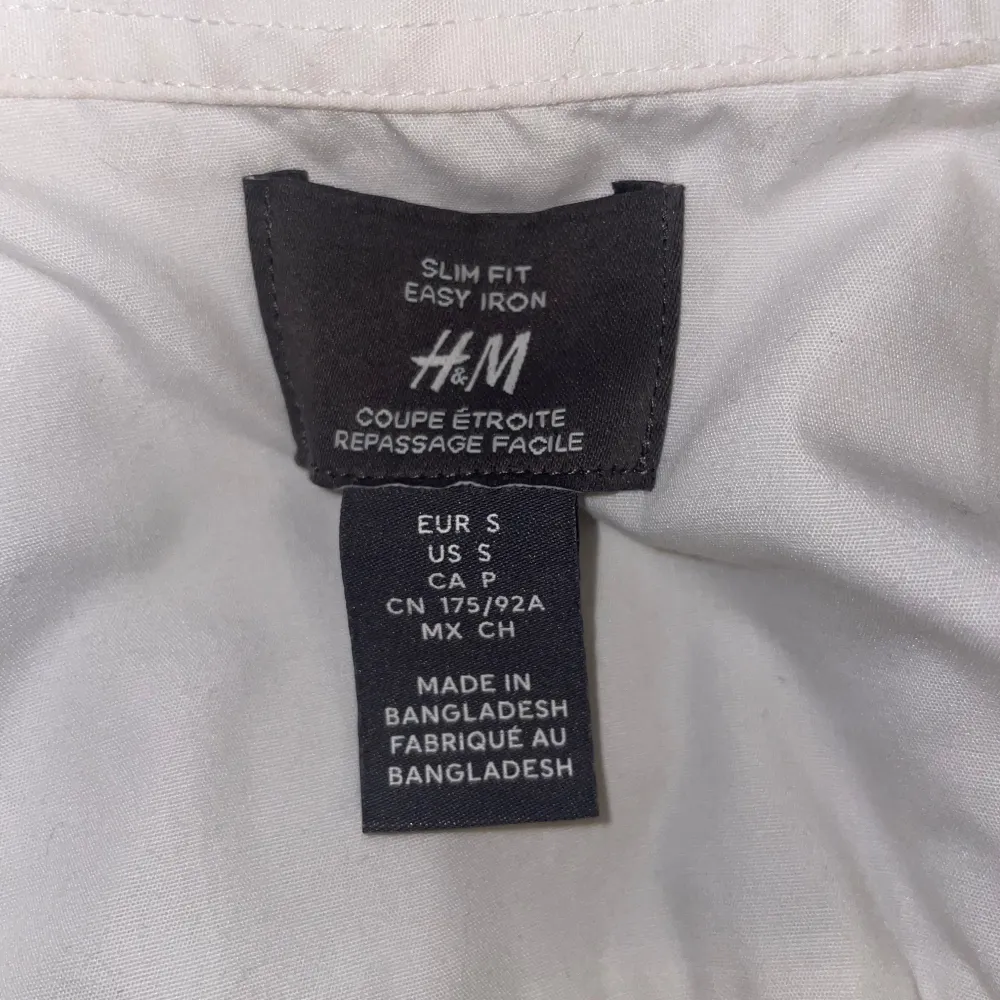 SLIM FIT
EASY IRON
H&M
COUPE ÉTROITE
REPASSAGE FACILE
EUR S
US S
CA P
CN 175/92A
MX CH
MADE IN
BANGLADESH
FABRIQUÉ AU
BANGLADESH